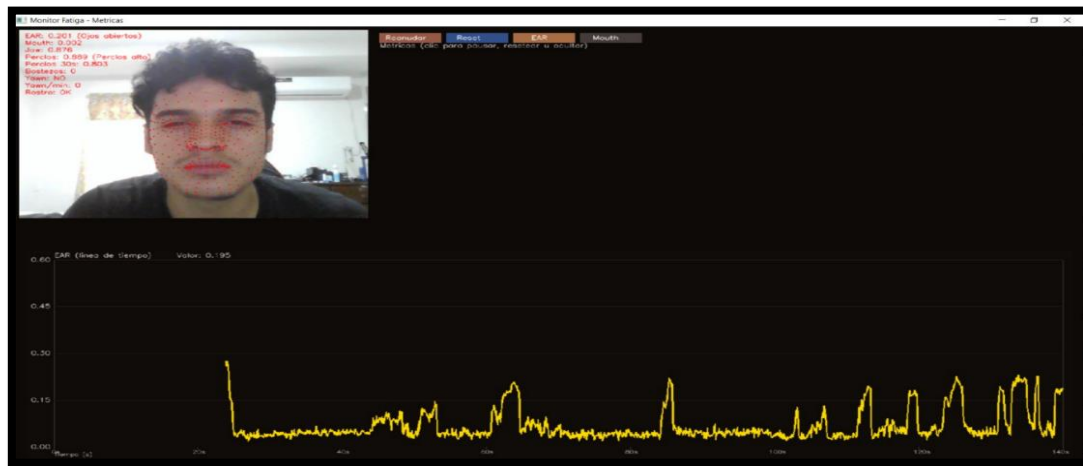 Monitor Fatiga - Metricas
EAR: 0.201 (Ojos abiertos)
Mouth: 0.002
Jaw: 0.876
Perclos: 0.989 (Perclos alto)
Perclos 30s: 0.803
Bostezos: 0
Yawn: NO
Yawn/min: 0
Rostro: OK
Reanudar Reset EAR Mouth
Metricas (clic para pausar, resetear u ocultar)
EAR (linea de tiempo) Valor: 0.195
0.60
0.45
0.30
0.15
0.00
0s 20s 40s 60s 80s 100s 120s 140s
Tiempo [s]